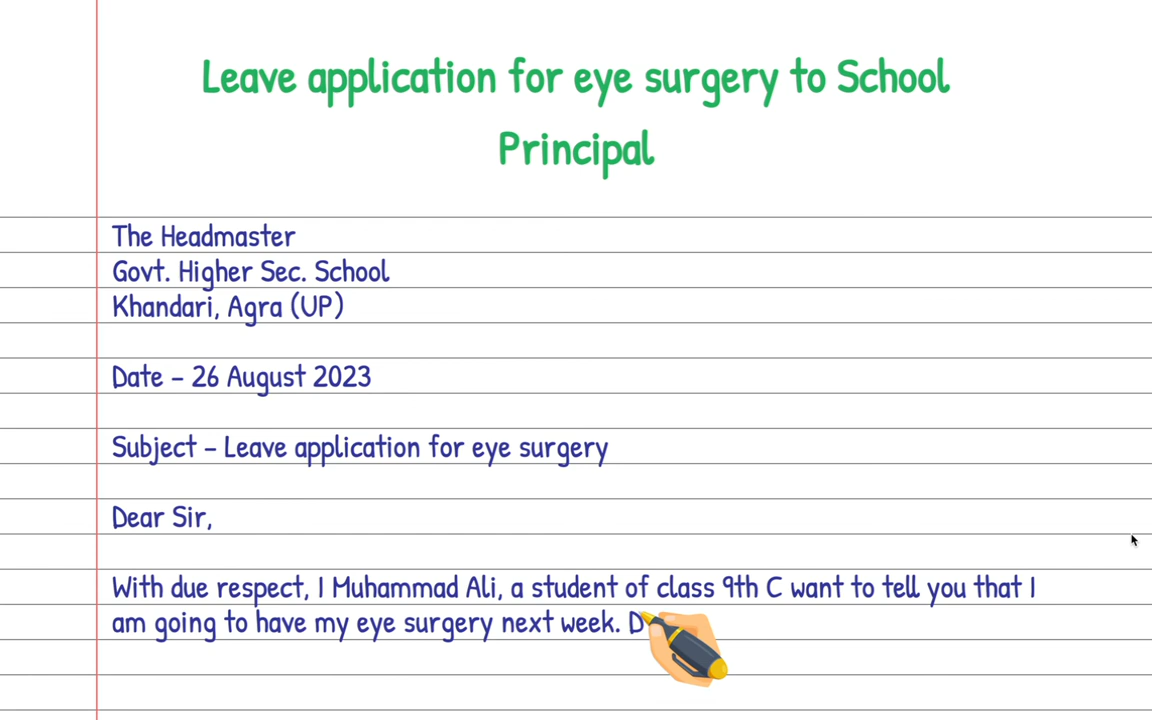 Leave application for eye surgery to School
Principal
The Headmaster
Govt. Higher Sec. School
Khandari, Agra (UP)
Date – 26 August 2023
Subject – Leave application for eye surgery
Dear Sir,
With due respect, I Muhammad Ali, a student of class 9th C want to tell you that I
am going to have my eye surgery next week. D